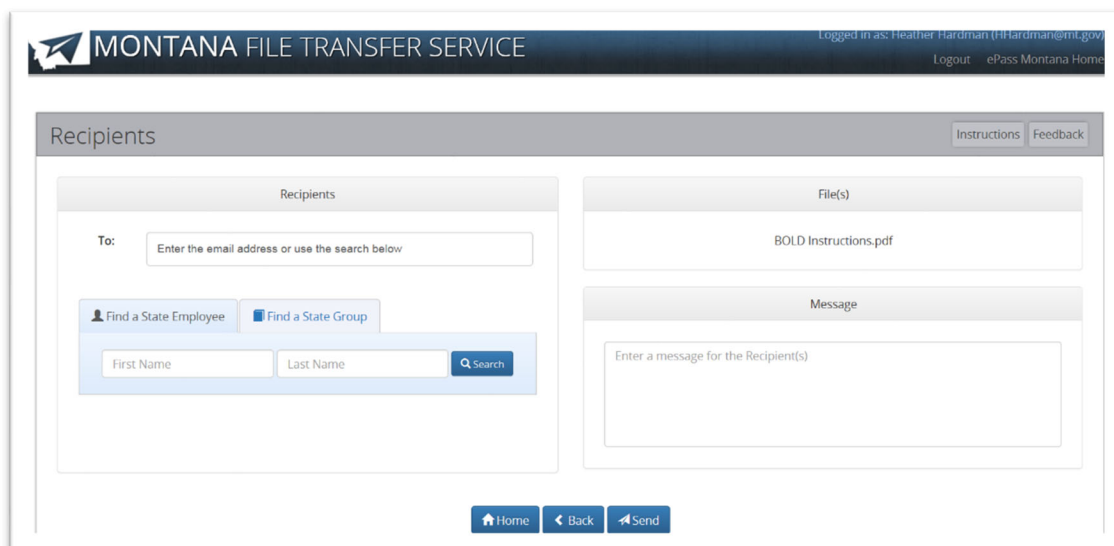 MONTANA FILE TRANSFER SERVICE
Logged in as: Heather Hardman (HHardman@mt.gov)
Logout ePass Montana Home
Recipients
Instructions Feedback
Recipients
To: Enter the email address or use the search below
Find a State Employee Find a State Group
First Name Last Name Search
File(s)
BOLD Instructions.pdf
Message
Enter a message for the Recipient(s)
Home Back Send